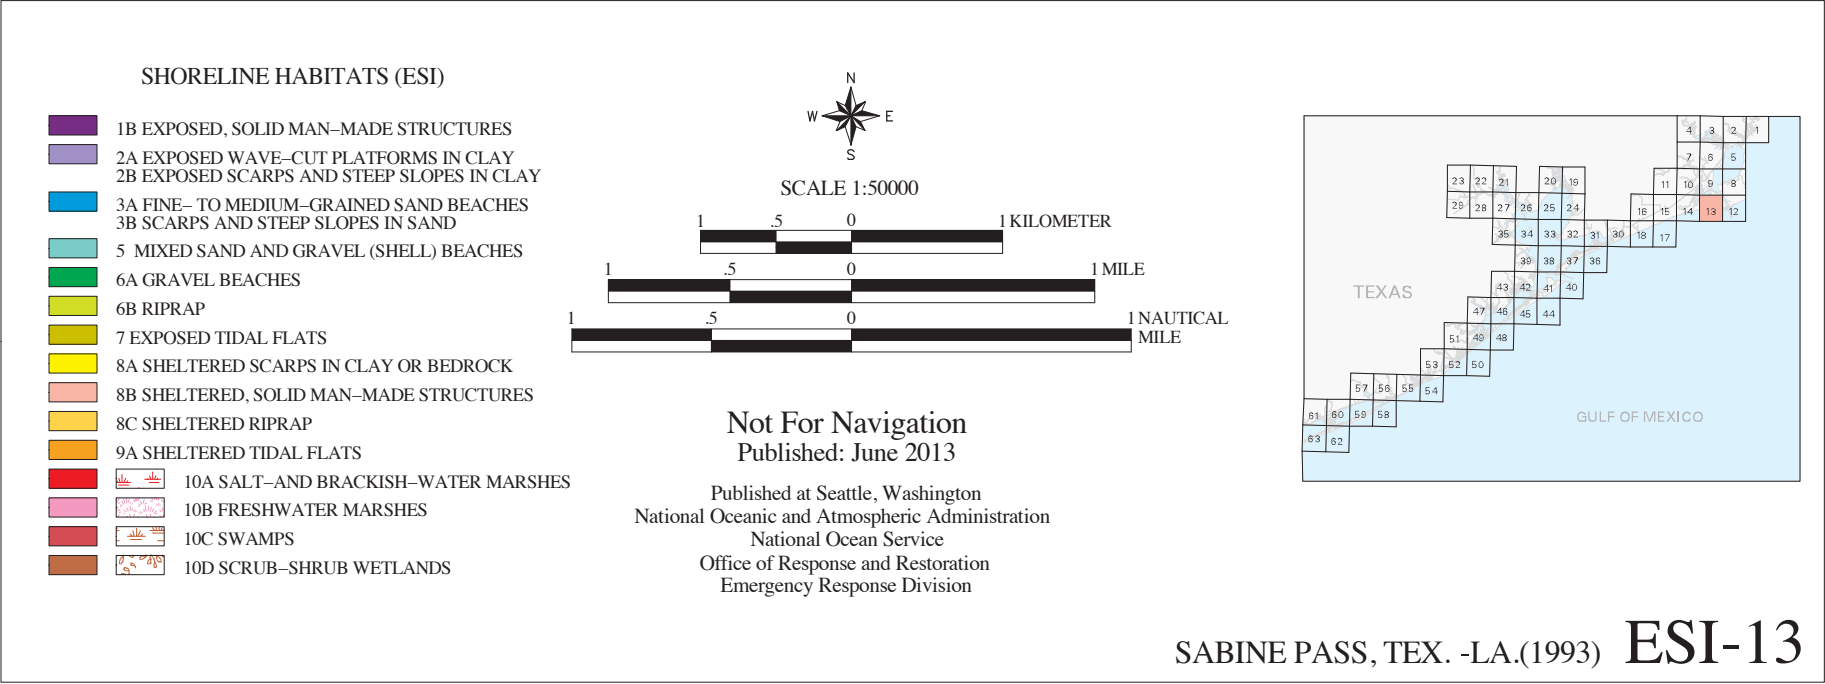 SHORELINE HABITATS (ESI)
1B EXPOSED, SOLID MAN–MADE STRUCTURES
2A EXPOSED WAVE–CUT PLATFORMS IN CLAY
2B EXPOSED SCARPS AND STEEP SLOPES IN CLAY
3A FINE– TO MEDIUM–GRAINED SAND BEACHES
3B SCARPS AND STEEP SLOPES IN SAND
5 MIXED SAND AND GRAVEL (SHELL) BEACHES
6A GRAVEL BEACHES
6B RIPRAP
7 EXPOSED TIDAL FLATS
8A SHELTERED SCARPS IN CLAY OR BEDROCK
8B SHELTERED, SOLID MAN–MADE STRUCTURES
8C SHELTERED RIPRAP
9A SHELTERED TIDAL FLATS
10A SALT–AND BRACKISH–WATER MARSHES
10B FRESHWATER MARSHES
10C SWAMPS
10D SCRUB–SHRUB WETLANDS
N
W E
S
SCALE 1:50000
1 .5 0 1 KILOMETER
1 .5 0 1 MILE
1 .5 0 1 NAUTICAL
MILE
Not For Navigation
Published: June 2013
Published at Seattle, Washington
National Oceanic and Atmospheric Administration
National Ocean Service
Office of Response and Restoration
Emergency Response Division
4 3 2 1
7 6 5
23 22 21 20 19 11 10 9 8
29 28 27 26 25 24 16 15 14 13 12
35 34 33 32 31 30 18 17
39 38 37 36
TEXAS
43 42 41 40
47 46 45 44
51 49 48
53 52 50
57 56 55 54
61 60 59 58
GULF OF MEXICO
63 62
SABINE PASS, TEX. -LA.(1993) ESI-13